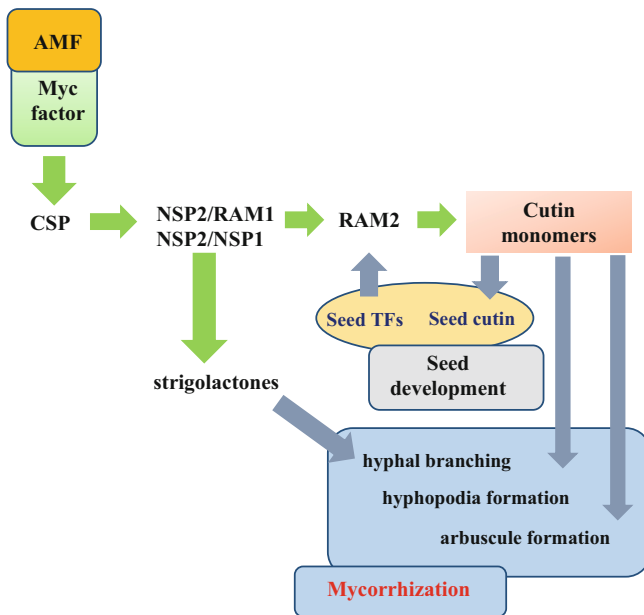 AMF
Myc
factor
CSP
NSP2/RAM1
NSP2/NSP1
RAM2
Cutin
monomers
Seed TFs
Seed cutin
Seed
development
strigolactones
hyphal branching
hyphopodia formation
arbuscule formation
Mycorrhization